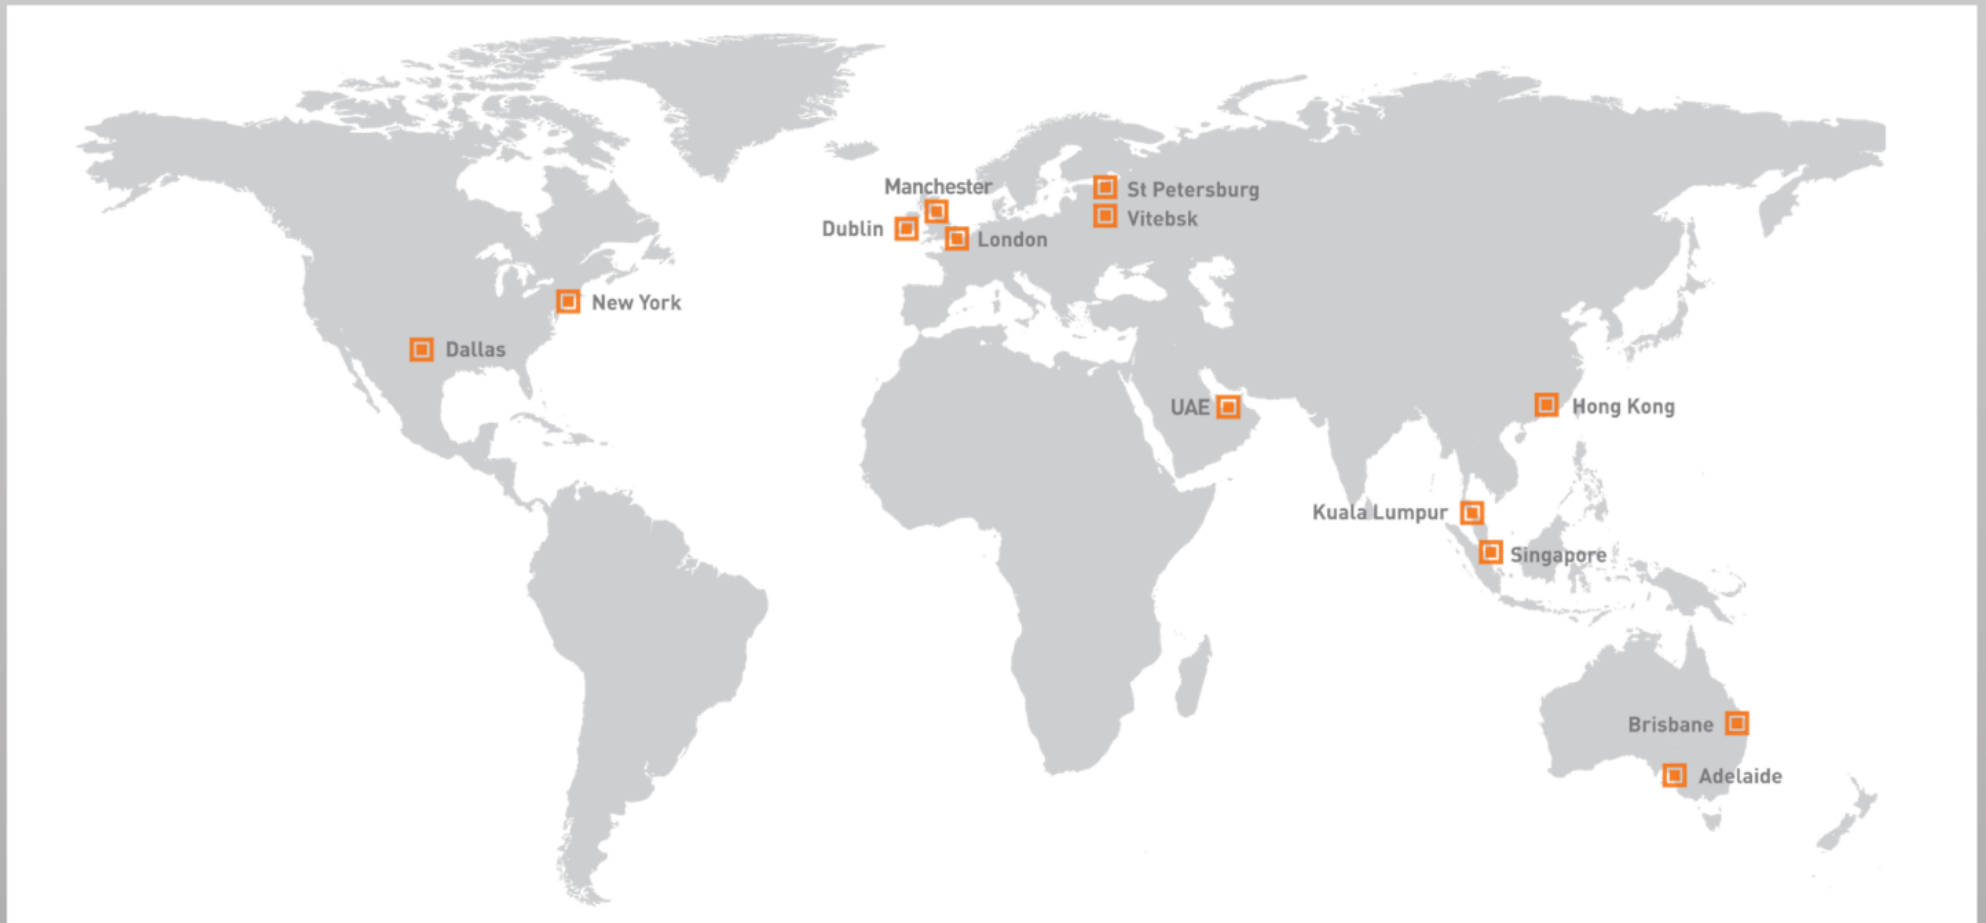 Manchester
St Petersburg
Vitebsk
Dublin
London
New York
Dallas
UAE
Hong Kong
Kuala Lumpur
Singapore
Brisbane
Adelaide